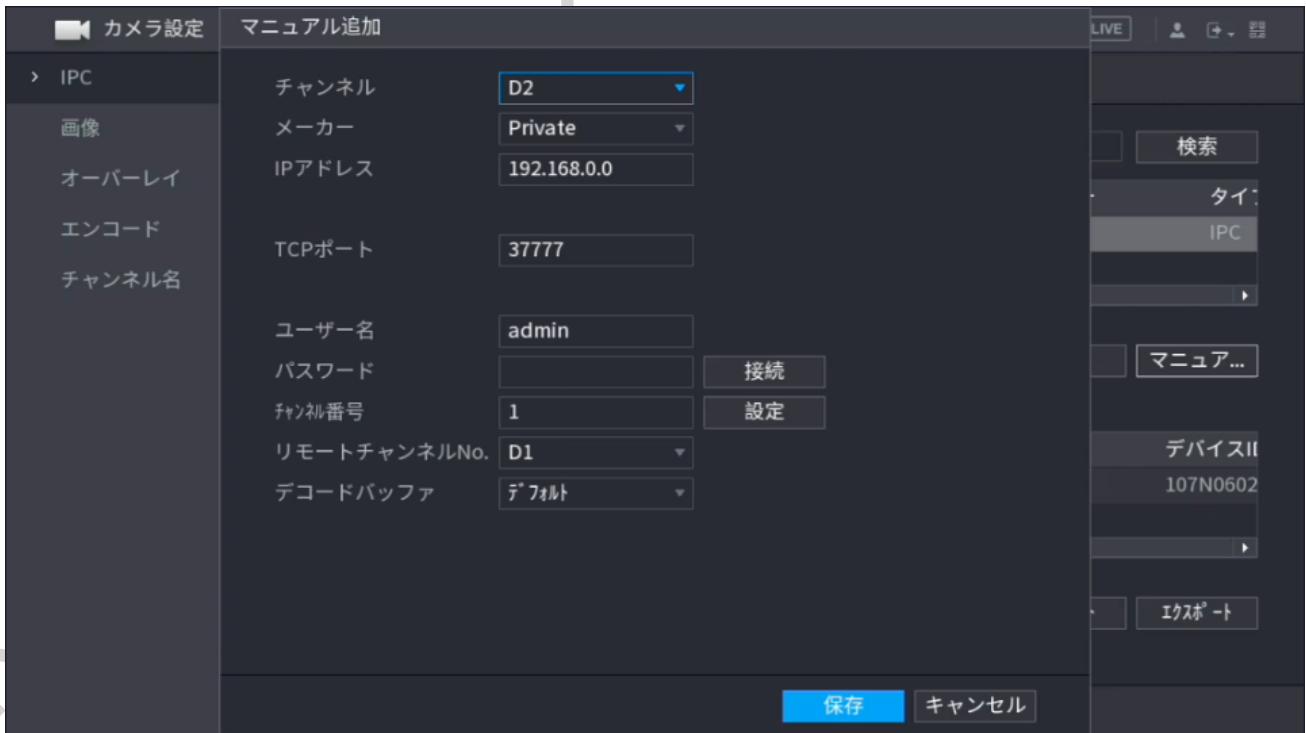 カメラ設定
マニュアル追加
LIVE
IPC
画像
オーバーレイ
エンコード
チャンネル名
チャンネル D2
メーカー Private
IPアドレス 192.168.0.0
TCPポート 37777
ユーザー名 admin
パスワード 接続
ﾁｬﾝﾈﾙ番号 1 設定
リモートチャンネルNo. D1
デコードバッファ ﾃﾞﾌｫﾙﾄ
検索
タイ
IPC
マニュア...
デバイスI
107N0602
ｴｸｽﾎﾟｰﾄ
保存 キャンセル